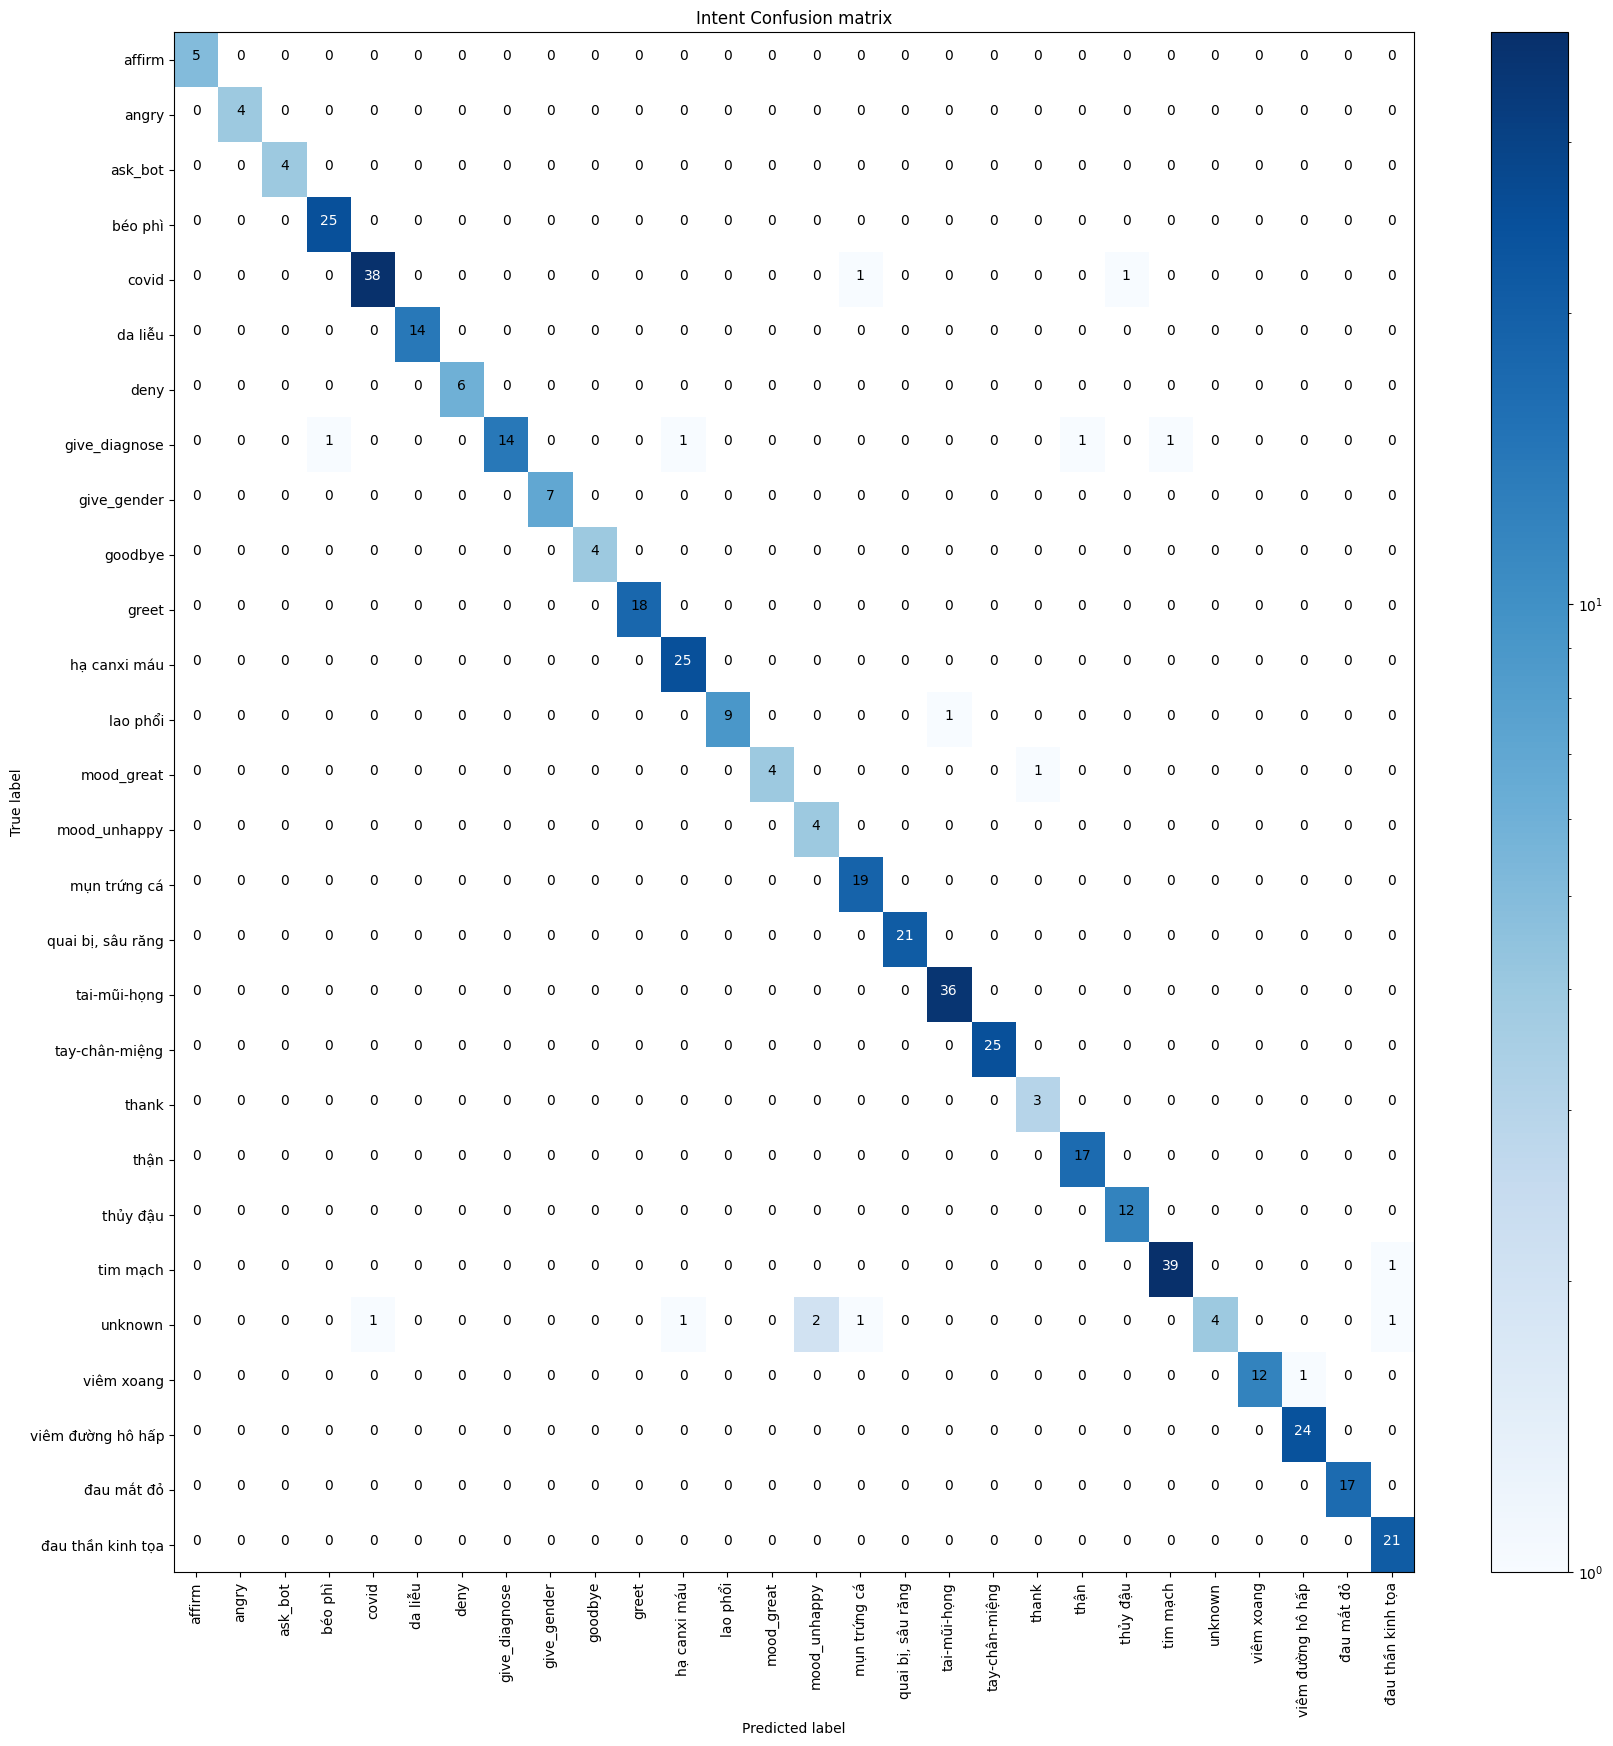 Intent Confusion matrix
affirm 5 0 0 0 0 0 0 0 0 0 0 0 0 0 0 0 0 0 0 0 0 0 0 0 0 0 0 0
angry 0 4 0 0 0 0 0 0 0 0 0 0 0 0 0 0 0 0 0 0 0 0 0 0 0 0 0 0
ask_bot 0 0 4 0 0 0 0 0 0 0 0 0 0 0 0 0 0 0 0 0 0 0 0 0 0 0 0 0
béo phì 0 0 0 25 0 0 0 0 0 0 0 0 0 0 0 0 0 0 0 0 0 0 0 0 0 0 0 0
covid 0 0 0 0 38 0 0 0 0 0 0 0 0 0 0 1 0 0 0 0 0 1 0 0 0 0 0 0
da liễu 0 0 0 0 0 14 0 0 0 0 0 0 0 0 0 0 0 0 0 0 0 0 0 0 0 0 0 0
deny 0 0 0 0 0 0 6 0 0 0 0 0 0 0 0 0 0 0 0 0 0 0 0 0 0 0 0 0
give_diagnose 0 0 0 1 0 0 0 14 0 0 0 1 0 0 0 0 0 0 0 0 1 0 1 0 0 0 0 0
give_gender 0 0 0 0 0 0 0 0 7 0 0 0 0 0 0 0 0 0 0 0 0 0 0 0 0 0 0 0
goodbye 0 0 0 0 0 0 0 0 0 4 0 0 0 0 0 0 0 0 0 0 0 0 0 0 0 0 0 0
greet 0 0 0 0 0 0 0 0 0 0 18 0 0 0 0 0 0 0 0 0 0 0 0 0 0 0 0 0
hạ canxi máu 0 0 0 0 0 0 0 0 0 0 0 25 0 0 0 0 0 0 0 0 0 0 0 0 0 0 0 0
lao phổi 0 0 0 0 0 0 0 0 0 0 0 0 9 0 0 0 0 1 0 0 0 0 0 0 0 0 0 0
mood_great 0 0 0 0 0 0 0 0 0 0 0 0 0 4 0 0 0 0 0 1 0 0 0 0 0 0 0 0
mood_unhappy 0 0 0 0 0 0 0 0 0 0 0 0 0 0 4 0 0 0 0 0 0 0 0 0 0 0 0 0
mụn trứng cá 0 0 0 0 0 0 0 0 0 0 0 0 0 0 0 19 0 0 0 0 0 0 0 0 0 0 0 0
quai bị, sâu răng 0 0 0 0 0 0 0 0 0 0 0 0 0 0 0 0 21 0 0 0 0 0 0 0 0 0 0 0
tai-mũi-họng 0 0 0 0 0 0 0 0 0 0 0 0 0 0 0 0 0 36 0 0 0 0 0 0 0 0 0 0
tay-chân-miệng 0 0 0 0 0 0 0 0 0 0 0 0 0 0 0 0 0 0 25 0 0 0 0 0 0 0 0 0
thank 0 0 0 0 0 0 0 0 0 0 0 0 0 0 0 0 0 0 0 3 0 0 0 0 0 0 0 0
thận 0 0 0 0 0 0 0 0 0 0 0 0 0 0 0 0 0 0 0 0 17 0 0 0 0 0 0 0
thủy đậu 0 0 0 0 0 0 0 0 0 0 0 0 0 0 0 0 0 0 0 0 0 12 0 0 0 0 0 0
tim mạch 0 0 0 0 0 0 0 0 0 0 0 0 0 0 0 0 0 0 0 0 0 0 39 0 0 0 0 1
unknown 0 0 0 0 1 0 0 0 0 0 0 1 0 0 2 1 0 0 0 0 0 0 0 4 0 0 0 1
viêm xoang 0 0 0 0 0 0 0 0 0 0 0 0 0 0 0 0 0 0 0 0 0 0 0 0 12 1 0 0
viêm đường hô hấp 0 0 0 0 0 0 0 0 0 0 0 0 0 0 0 0 0 0 0 0 0 0 0 0 0 24 0 0
đau mắt đỏ 0 0 0 0 0 0 0 0 0 0 0 0 0 0 0 0 0 0 0 0 0 0 0 0 0 0 17 0
đau thần kinh tọa 0 0 0 0 0 0 0 0 0 0 0 0 0 0 0 0 0 0 0 0 0 0 0 0 0 0 0 21
True label
affirm
angry
ask_bot
béo phì
covid
da liễu
deny
give_diagnose
give_gender
goodbye
greet
hạ canxi máu
lao phổi
mood_great
mood_unhappy
mụn trứng cá
quai bị, sâu răng
tai-mũi-họng
tay-chân-miệng
thank
thận
thủy đậu
tim mạch
unknown
viêm xoang
viêm đường hô hấp
đau mắt đỏ
đau thần kinh tọa
Predicted label
10¹
10⁰